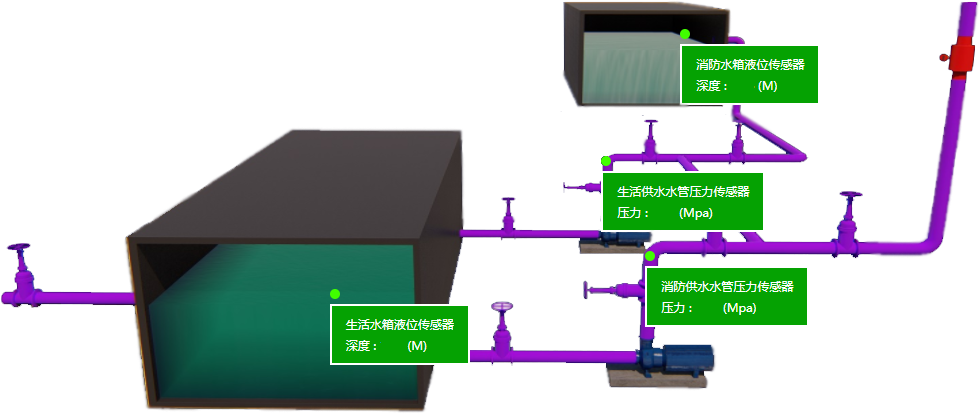 消防水箱液位传感器
深度： (M)
生活供水水管压力传感器
压力： (Mpa)
消防供水水管压力传感器
压力： (Mpa)
生活水箱液位传感器
深度： (M)